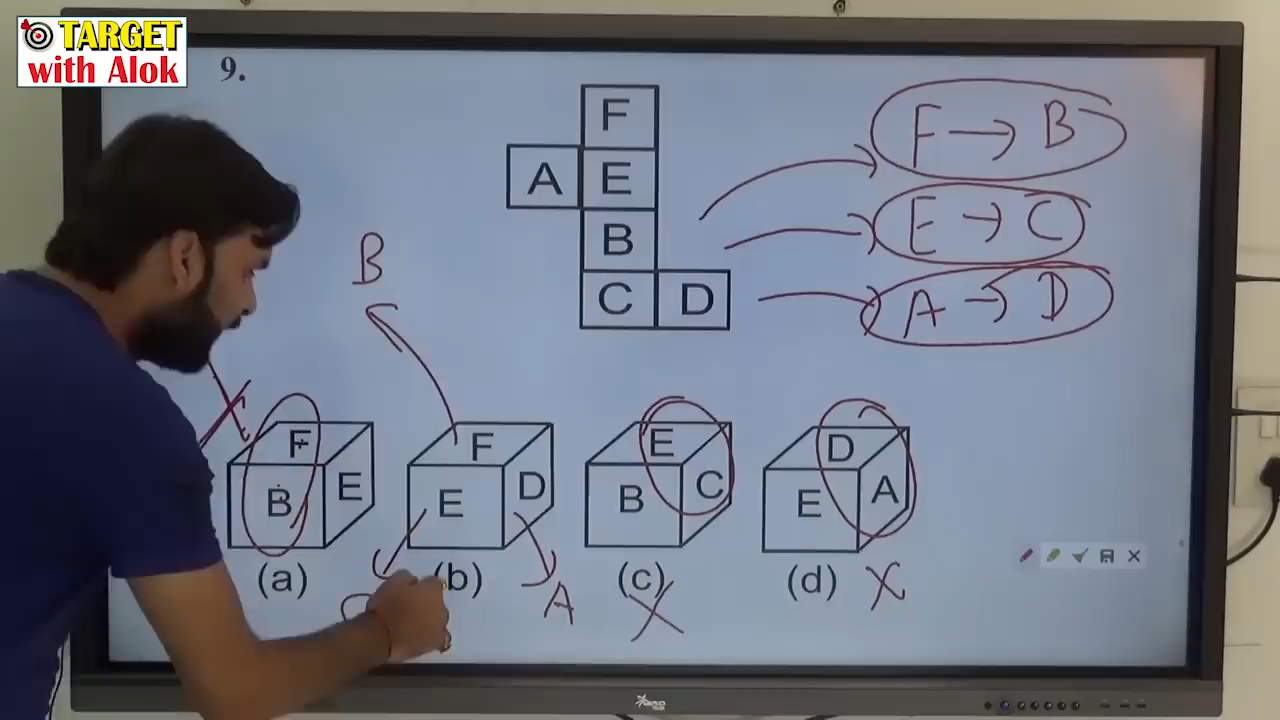 TARGET
with Alok
9.
F
A E
B
C D
F → B
E → C
A → D
B
F
B E
F
E D
E
B C
D
E A
(a) (b) (c) (d) X
A X